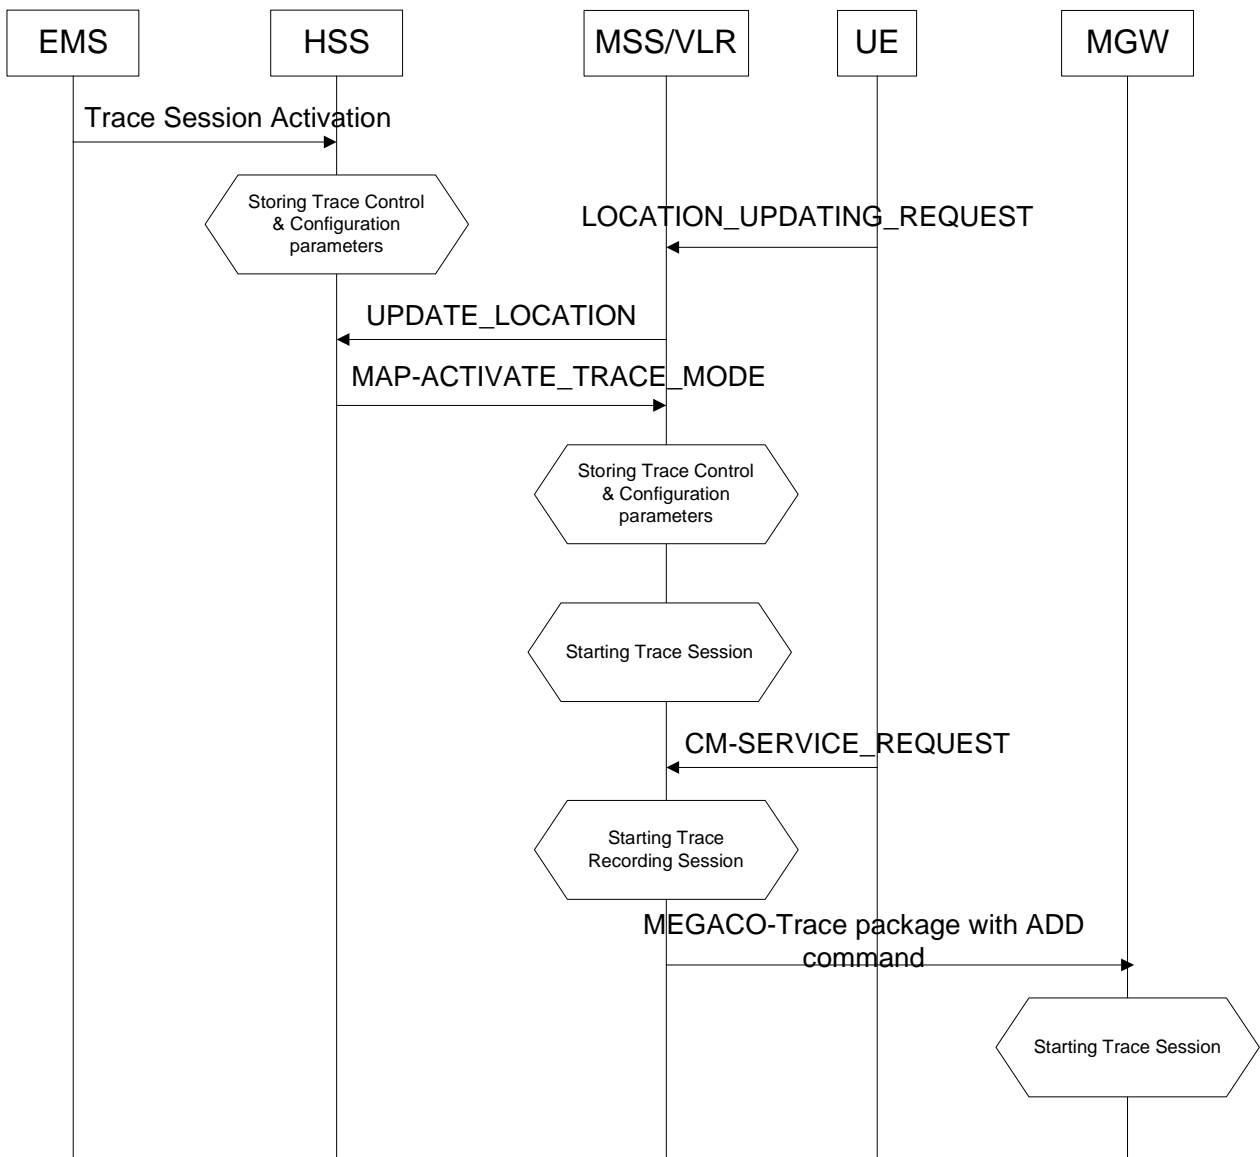 EMS
HSS
MSS/VLR
UE
MGW
Trace Session Activation
Storing Trace Control
& Configuration
parameters
LOCATION_UPDATING_REQUEST
UPDATE_LOCATION
MAP-ACTIVATE_TRACE_MODE
Storing Trace Control
& Configuration
parameters
Starting Trace Session
CM-SERVICE_REQUEST
Starting Trace
Recording Session
MEGACO-Trace package with ADD
command
Starting Trace Session